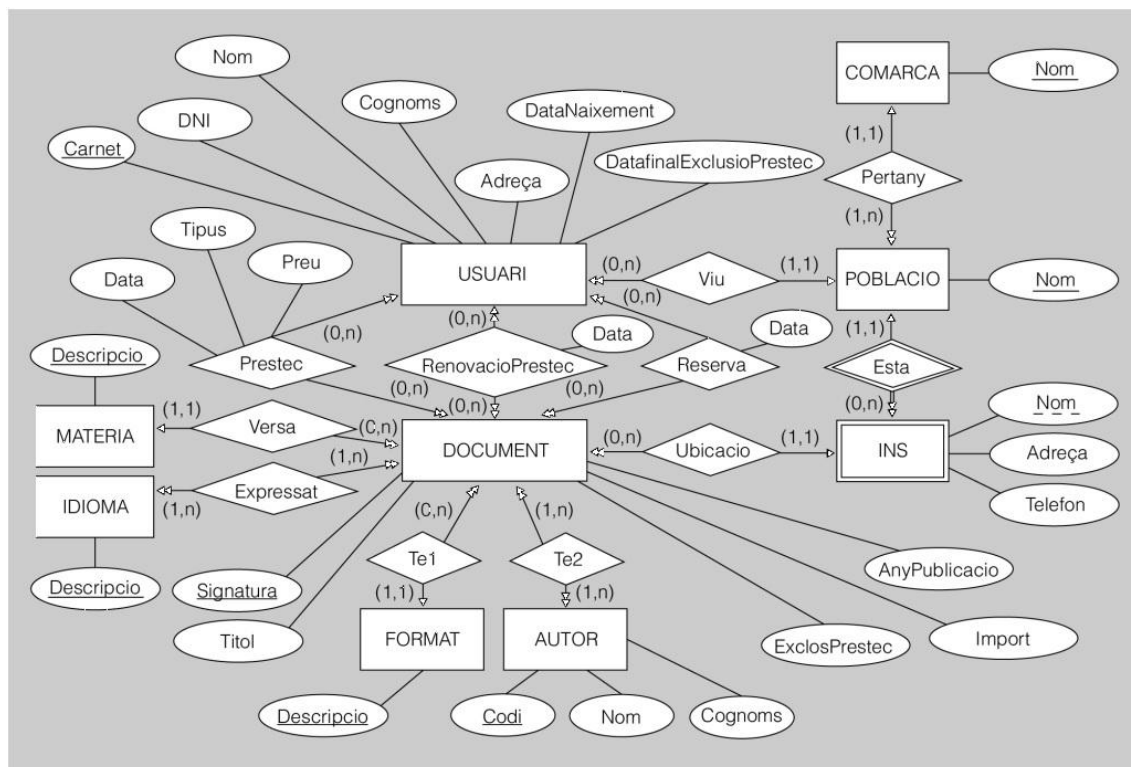 Nom
COMARCA
Nom
Cognoms
DNI
DataNaixement
(1,1)
Carnet
DatafinalExclusioPrestec
Adreça
Pertany
Tipus
(1,n)
Preu
Data
USUARI
(0,n)
Viu
(1,1)
POBLACIO
Nom
(0,n)
(0,n)
(0,n)
Data
Data
(1,1)
Descripcio
Prestec
RenovacioPrestec
Reserva
Esta
(0,n)
(0,n)
(0,n)
(0,n)
Nom
(1,1)
MATERIA
Versa
(C,n)
DOCUMENT
(0,n)
Ubicacio
(1,1)
INS
Adreça
(1,n)
IDIOMA
(1,n)
Expressat
Telefon
(C,n)
(1,n)
Te1
Te2
AnyPublicacio
Descripcio
Signatura
(1,1)
(1,n)
Titol
FORMAT
AUTOR
ExclosPrestec
Import
Descripcio
Codi
Nom
Cognoms